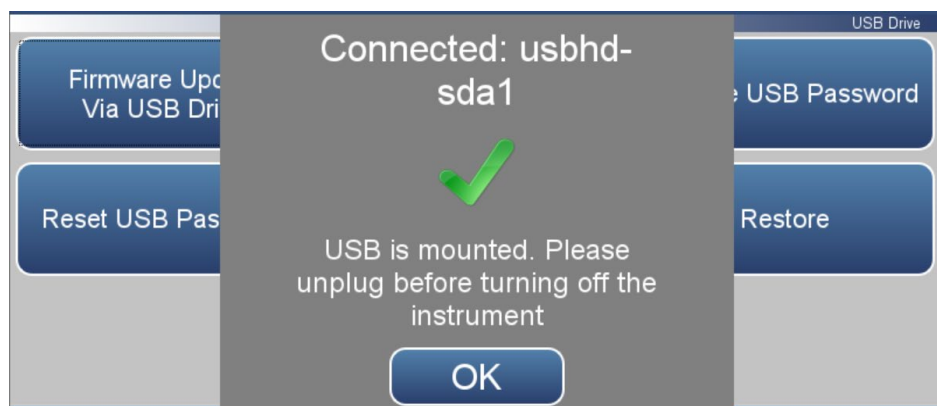 USB Drive
Connected: usbhd-
sda1
Firmware Upd
Via USB Dri
USB Password
Reset USB Pas
Restore
USB is mounted. Please
unplug before turning off the
instrument
OK